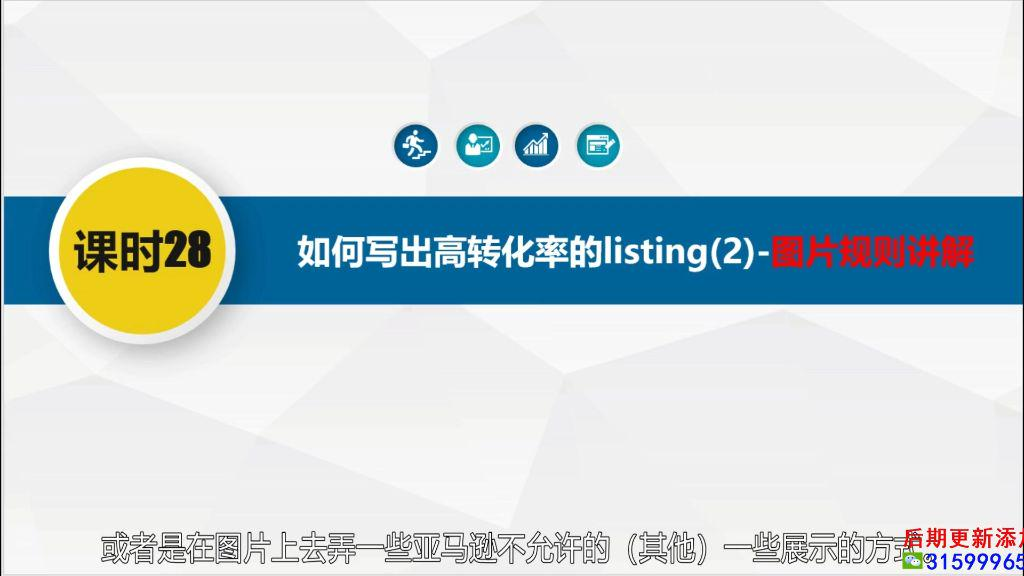 课时28
如何写出高转化率的listing(2)-图片规则讲解
或者是在图片上去弄一些亚马逊不允许的（其他）一些展示的方式。
后期更新添加
31599965